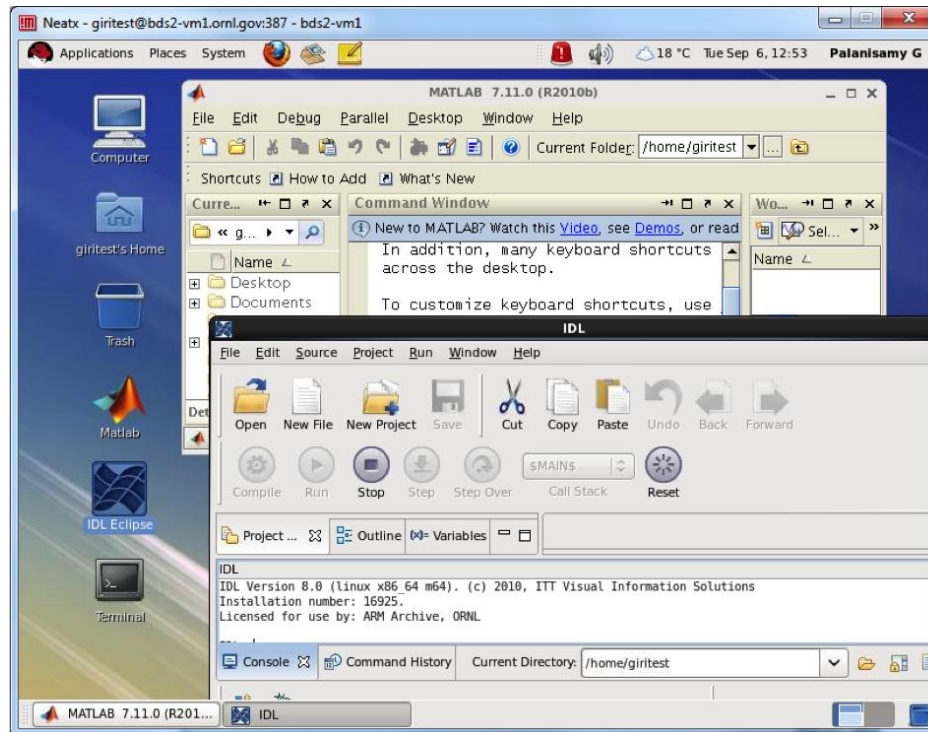 Neatx - giritest@bds2-vm1.ornl.gov:387 - bds2-vm1
Applications Places System 18 °C Tue Sep 6, 12:53 Palanisamy G
MATLAB 7.11.0 (R2010b)
File Edit Debug Parallel Desktop Window Help
Current Folder: /home/giritest ...
Shortcuts How to Add What's New
Curre... Command Window Wo...
« g... New to MATLAB? Watch this Video, see Demos, or read Sel... »
Name
Desktop
Documents
In addition, many keyboard shortcuts
across the desktop.
To customize keyboard shortcuts, use
Name
Det
Computer
giritest's Home
Trash
Matlab
IDL Eclipse
Terminal
IDL
File Edit Source Project Run Window Help
Open New File New Project Save Cut Copy Paste Undo Back Forward
$MAIN$
Compile Run Stop Step Step Over Call Stack Reset
Project ... Outline (x)= Variables
IDL
IDL Version 8.0 (linux x86_64 m64). (c) 2010, ITT Visual Information Solutions
Installation number: 16925.
Licensed for use by: ARM Archive, ORNL
Console Command History Current Directory: /home/giritest
MATLAB 7.11.0 (R201... IDL